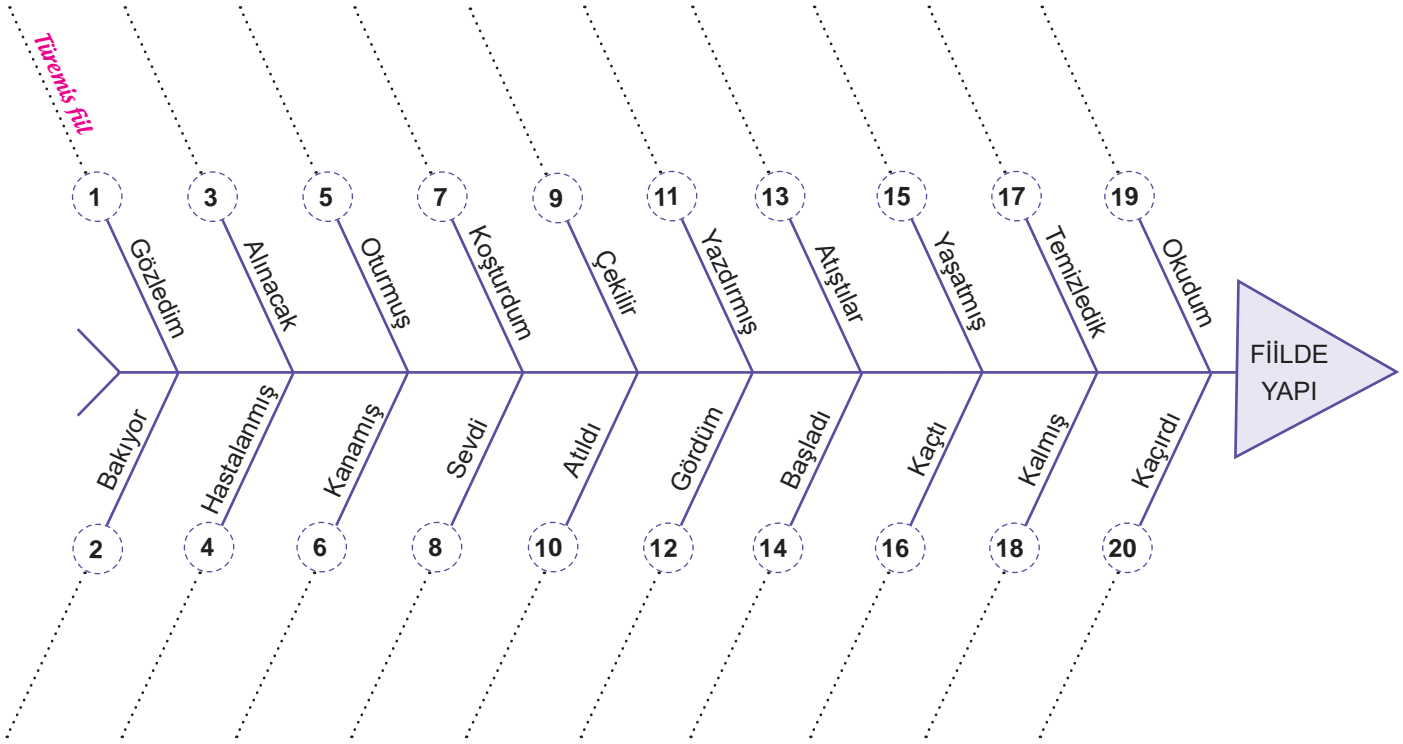 Türemis fiil
1
3
5
7
9
11
13
15
17
19
Gözledim
Alınacak
Oturmuş
Koşturdum
Çekilir
Yazdırmış
Atıştılar
Yaşatmış
Temizledik
Okudum
FİİLDE
YAPI
Bakıyor
Hastalanmış
Kanamış
Sevdi
Atıldı
Gördüm
Başladı
Kaçtı
Kalmış
Kaçırdı
2
4
6
8
10
12
14
16
18
20